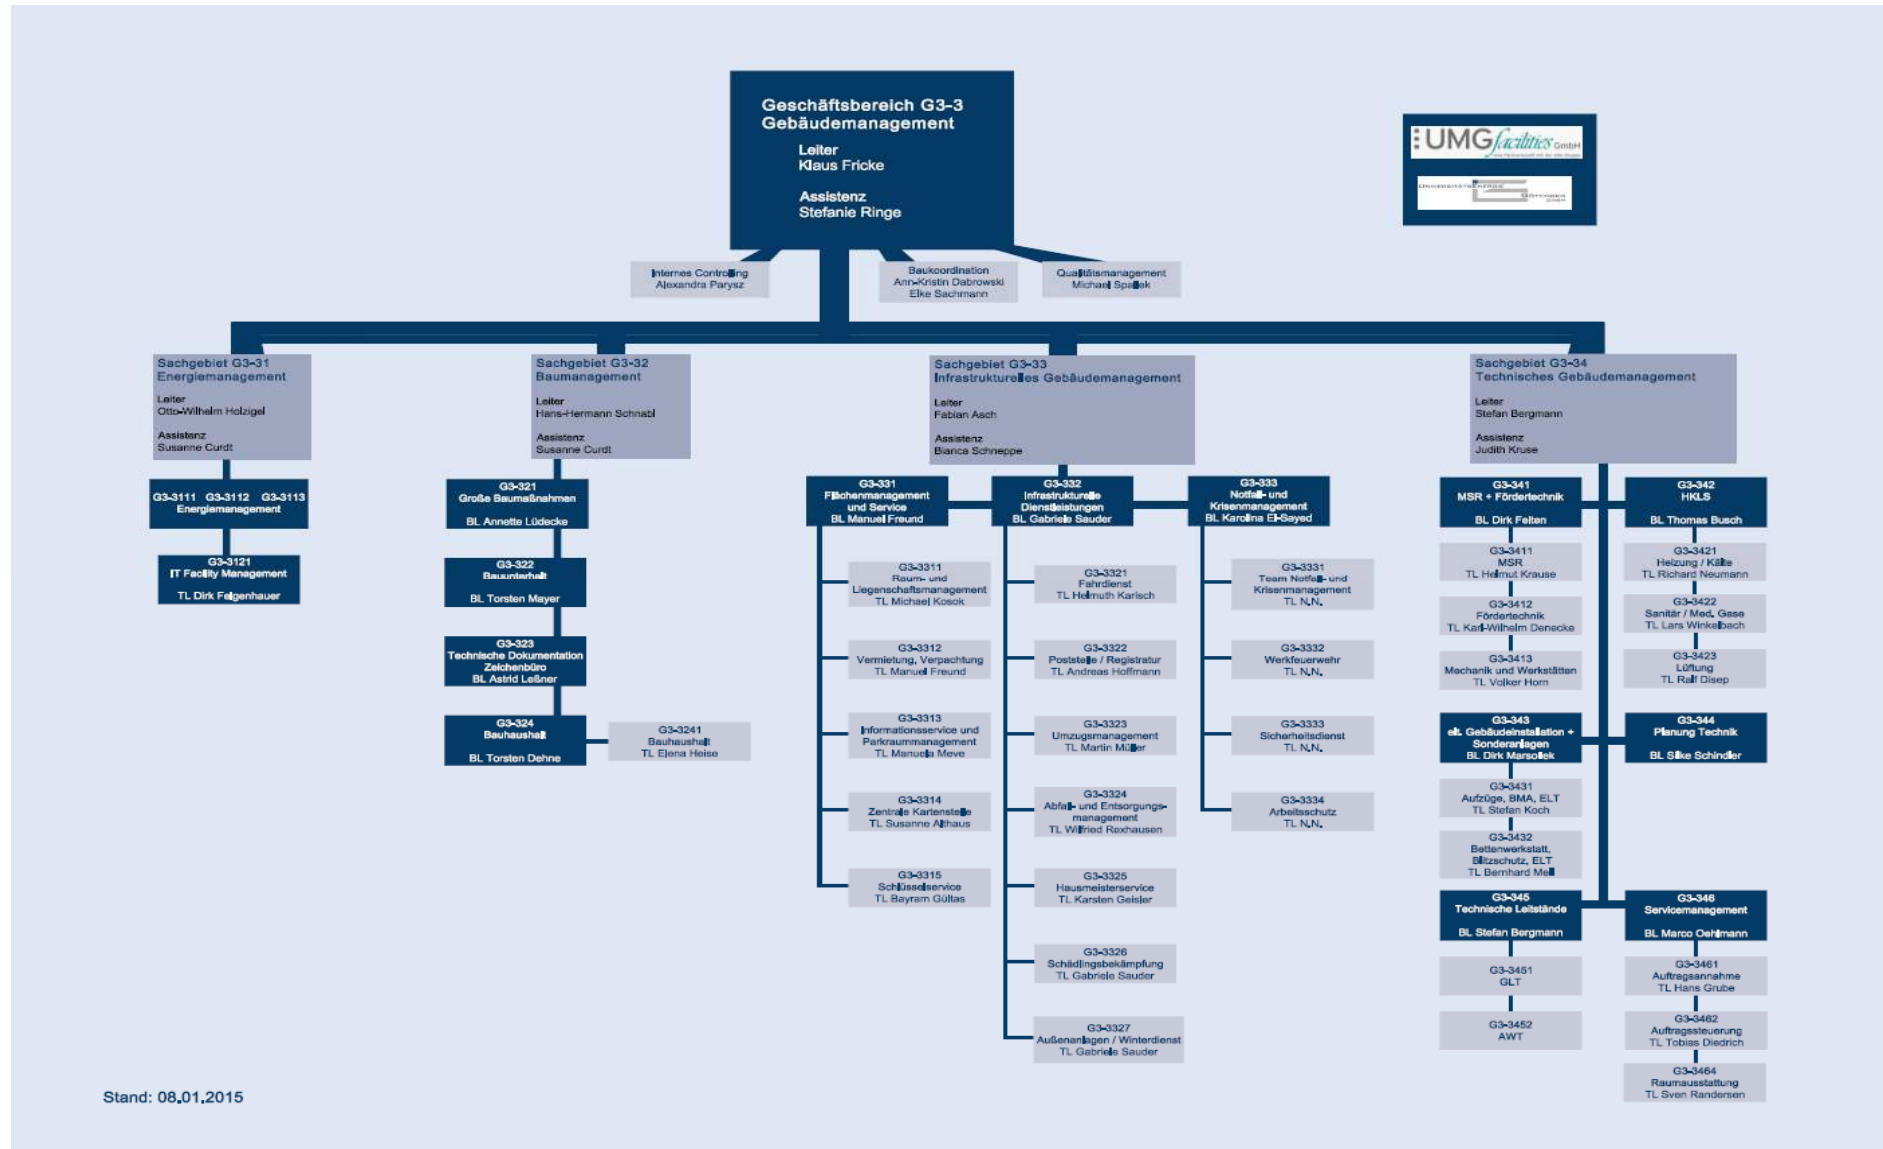 Geschäftsbereich G3-3
Gebäudemanagement
Leiter
Klaus Fricke
Assistenz
Stefanie Ringe
UMG facilities GmbH
Internes Controlling
Alexandra Parysz
Baukoordination
Ann-Kristin Dabrowski
Elke Sachmann
Qualitätsmanagement
Michael Spallek
Sachgebiet G3-31
Energiemanagement
Leiter
Otto-Wilhelm Holzigel
Assistenz
Susanne Curdt
G3-3111 G3-3112 G3-3113
Energiemanagement
G3-3121
IT Facility Management
TL Dirk Felgenhauer
Sachgebiet G3-32
Baumanagement
Leiter
Hans-Hermann Schnabl
Assistenz
Susanne Curdt
G3-321
Große Baumaßnahmen
BL Annette Lüdecke
G3-322
Bauunterhalt
BL Torsten Mayer
G3-323
Technische Dokumentation
Zeichenbüro
BL Astrid Leßner
G3-324
Bauhaushalt
BL Torsten Dehne
G3-3241
Bauhaushalt
TL Elena Heise
Sachgebiet G3-33
Infrastrukturelles Gebäudemanagement
Leiter
Fabian Asch
Assistenz
Bianca Schneppe
G3-331
Flächenmanagement
und Service
BL Manuel Freund
G3-3311
Raum- und
Liegenschaftsmanagement
TL Michael Kosok
G3-3312
Vermietung, Verpachtung
TL Manuel Freund
G3-3313
Informationsservice und
Parkraummanagement
TL Manuela Meve
G3-3314
Zentrale Kartenstelle
TL Susanne Althaus
G3-3315
Schlüsselservice
TL Bayram Gültas
G3-332
Infrastrukturelle
Dienstleistungen
BL Gabriele Sauder
G3-3321
Fahrdienst
TL Helmuth Karisch
G3-3322
Poststelle / Registratur
TL Andreas Hoffmann
G3-3323
Umzugsmanagement
TL Martin Müller
G3-3324
Abfall- und Entsorgungs-
management
TL Wilfried Rexhausen
G3-3325
Hausmeisterservice
TL Karsten Geisler
G3-3326
Schädlingsbekämpfung
TL Gabriele Sauder
G3-3327
Außenanlagen / Winterdienst
TL Gabriele Sauder
G3-333
Notfall- und
Krisenmanagement
BL Karolina El-Sayed
G3-3331
Team Notfall- und
Krisenmanagement
TL N.N.
G3-3332
Werkfeuerwehr
TL N.N.
G3-3333
Sicherheitsdienst
TL N.N.
G3-3334
Arbeitsschutz
TL N.N.
Sachgebiet G3-34
Technisches Gebäudemanagement
Leiter
Stefan Bergmann
Assistenz
Judith Kruse
G3-341
MSR + Fördertechnik
BL Dirk Felten
G3-3411
MSR
TL Helmut Krause
G3-3412
Fördertechnik
TL Karl-Wilhelm Denecke
G3-3413
Mechanik und Werkstätten
TL Volker Horn
G3-342
HKLS
BL Thomas Busch
G3-3421
Heizung / Kälte
TL Richard Neumann
G3-3422
Sanitär / Med. Gase
TL Lars Winkelbach
G3-3423
Lüftung
TL Ralf Disep
G3-343
elt. Gebäudeinstallation +
Sonderanlagen
BL Dirk Marsollek
G3-3431
Aufzüge, BMA, ELT
TL Stefan Koch
G3-3432
Bettenwerkstatt,
Blitzschutz, ELT
TL Bernhard Mell
G3-344
Planung Technik
BL Silke Schindler
G3-345
Technische Leitstände
BL Stefan Bergmann
G3-3451
GLT
G3-3452
AWT
G3-346
Servicemanagement
BL Marco Oehlmann
G3-3461
Auftragsannahme
TL Hans Grube
G3-3462
Auftragssteuerung
TL Tobias Diedrich
G3-3464
Raumausstattung
TL Sven Randersen
Stand: 08.01.2015